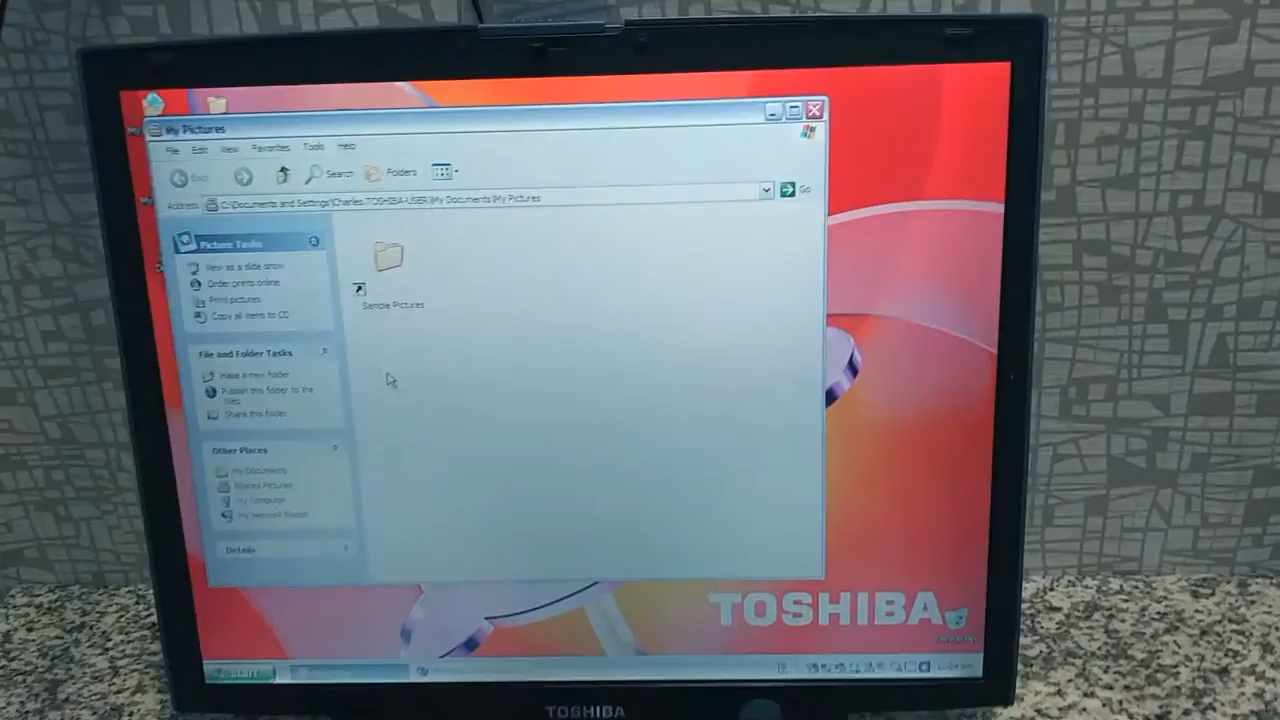 My Pictures
File Edit View Favorites Tools Help
Back Search Folders
Address C:\Documents and Settings\Charles.TOSHIBA-USER\My Documents\My Pictures Go
Picture Tasks
View as a slide show
Order prints online
Print pictures
Copy all items to CD
Sample Pictures
File and Folder Tasks
Make a new folder
Publish this folder to the
Share this folder
Other Places
My Documents
Shared Pictures
My Computer
My Network Places
Details
TOSHIBA
start
TOSHIBA